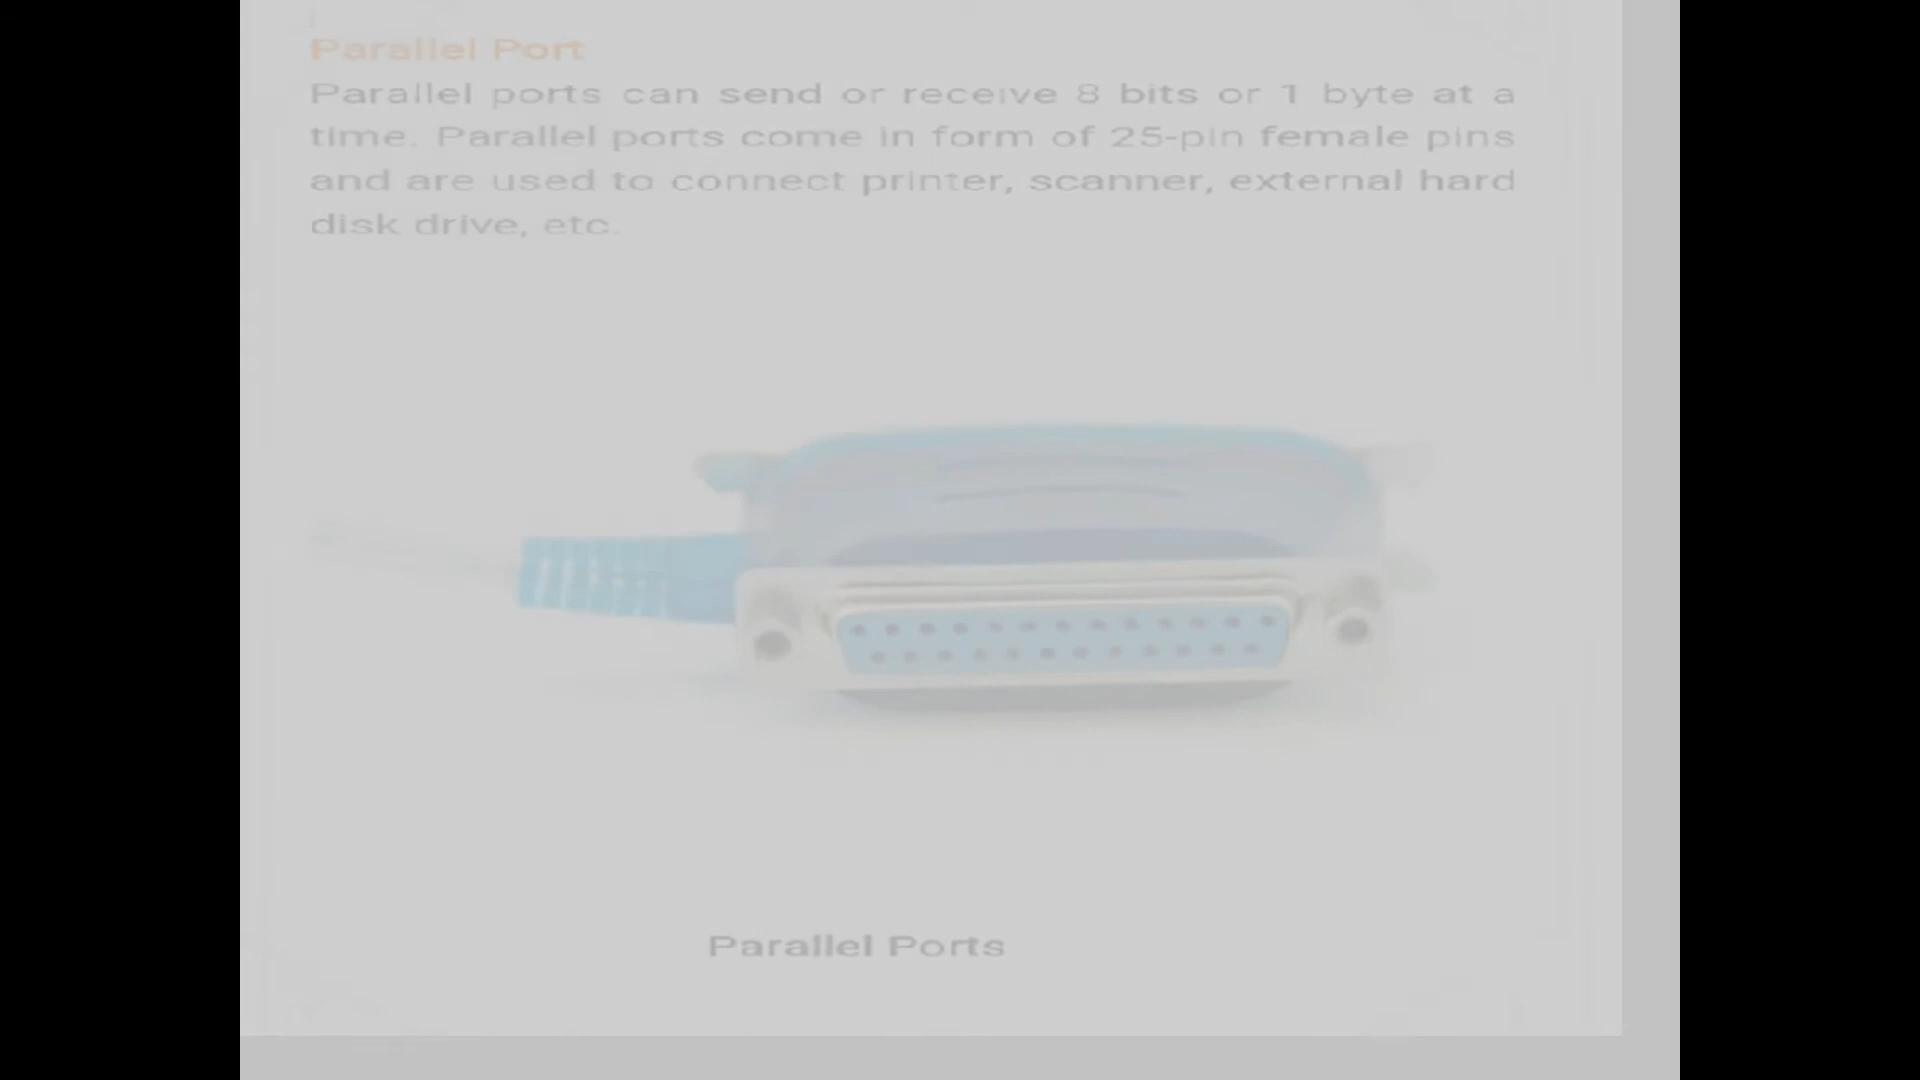 Parallel Port
Parallel ports can send or receive 8 bits or 1 byte at a
time. Parallel ports come in form of 25-pin female pins
and are used to connect printer, scanner, external hard
disk drive, etc.
Parallel Ports